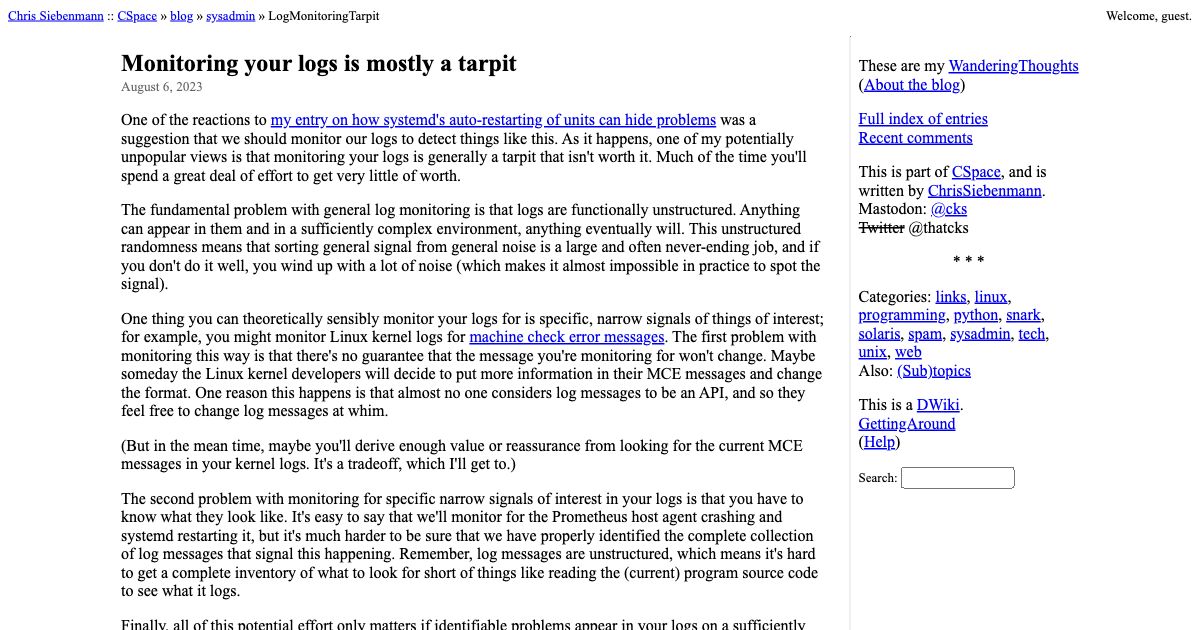 Chris Siebenmann :: CSpace » blog » sysadmin » LogMonitoringTarpit
Welcome, guest.
Monitoring your logs is mostly a tarpit
August 6, 2023
One of the reactions to my entry on how systemd's auto-restarting of units can hide problems was a
suggestion that we should monitor our logs to detect things like this. As it happens, one of my potentially
unpopular views is that monitoring your logs is generally a tarpit that isn't worth it. Much of the time you'll
spend a great deal of effort to get very little of worth.
The fundamental problem with general log monitoring is that logs are functionally unstructured. Anything
can appear in them and in a sufficiently complex environment, anything eventually will. This unstructured
randomness means that sorting general signal from general noise is a large and often never-ending job, and if
you don't do it well, you wind up with a lot of noise (which makes it almost impossible in practice to spot the
signal).
One thing you can theoretically sensibly monitor your logs for is specific, narrow signals of things of interest;
for example, you might monitor Linux kernel logs for machine check error messages. The first problem with
monitoring this way is that there's no guarantee that the message you're monitoring for won't change. Maybe
someday the Linux kernel developers will decide to put more information in their MCE messages and change
the format. One reason this happens is that almost no one considers log messages to be an API, and so they
feel free to change log messages at whim.
(But in the mean time, maybe you'll derive enough value or reassurance from looking for the current MCE
messages in your kernel logs. It's a tradeoff, which I'll get to.)
The second problem with monitoring for specific narrow signals of interest in your logs is that you have to
know what they look like. It's easy to say that we'll monitor for the Prometheus host agent crashing and
systemd restarting it, but it's much harder to be sure that we have properly identified the complete collection
of log messages that signal this happening. Remember, log messages are unstructured, which means it's hard
to get a complete inventory of what to look for short of things like reading the (current) program source code
to see what it logs.
Finally, all of this potential effort only matters if identifiable problems appear in your logs on a sufficiently
These are my WanderingThoughts
(About the blog)
Full index of entries
Recent comments
This is part of CSpace, and is
written by ChrisSiebenmann.
Mastodon: @cks
Twitter @thatcks
* * *
Categories: links, linux,
programming, python, snark,
solaris, spam, sysadmin, tech,
unix, web
Also: (Sub)topics
This is a DWiki.
GettingAround
(Help)
Search: